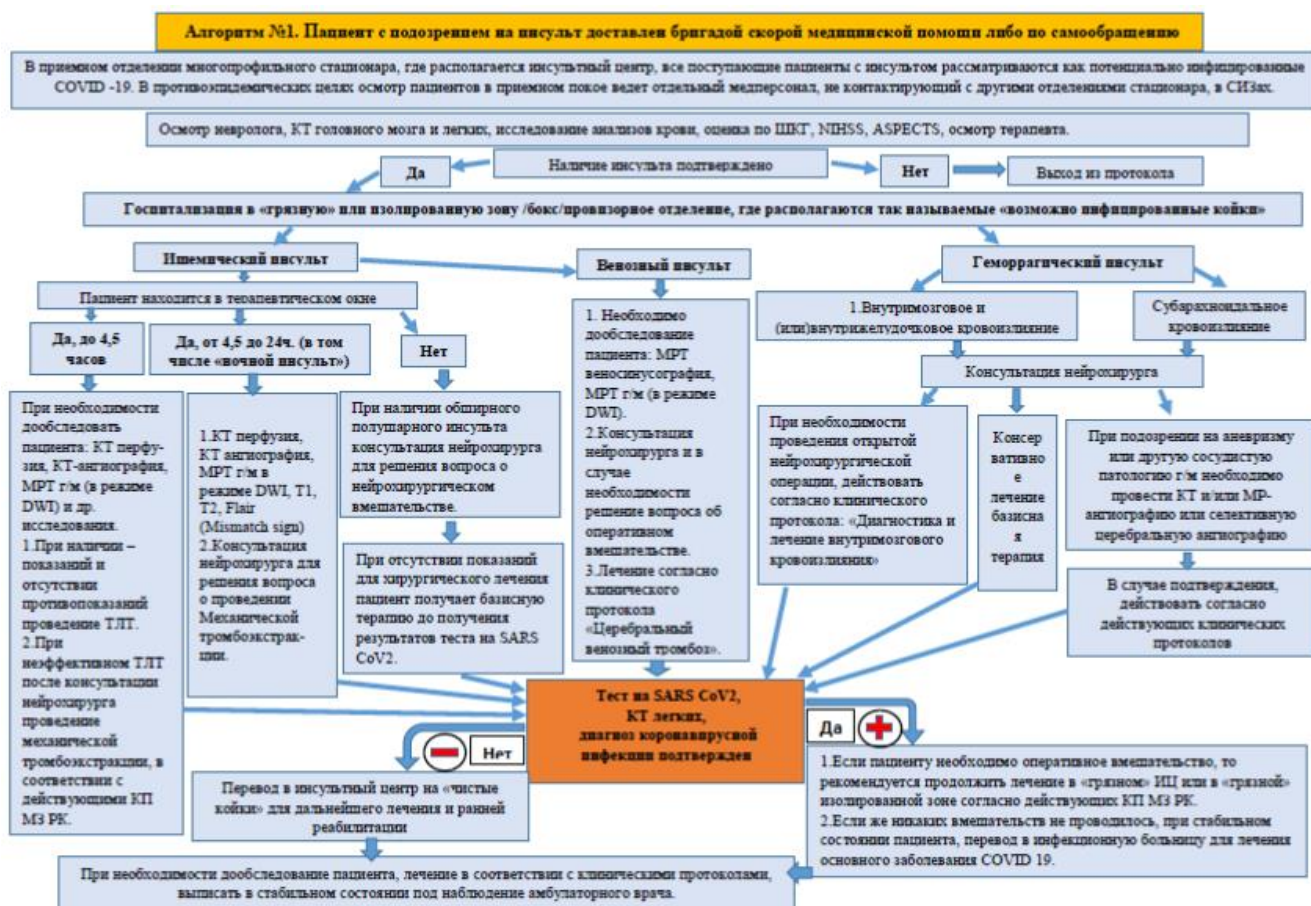 Алгоритм №1. Пациент с подозрением на инсульт доставлен бригадой скорой медицинской помощи либо по самообращению
В приемном отделении многопрофильного стационара, где располагается инсультный центр, все поступающие пациенты с инсультом рассматриваются как потенциально инфицированные
COVID -19. В противоэпидемических целях осмотр пациентов в приемном покое ведет отдельный медперсонал, не контактирующий с другими отделениями стационара, в СИЗах.
Осмотр невролога, КТ головного мозга и легких, исследование анализов крови, оценка по ШКГ, NIHSS, ASPECTS, осмотр терапевта.
Наличие инсульта подтверждено
Да
Нет
Выход из протокола
Госпитализация в «грязную» или изолированную зону /бокс/провизорное отделение, где располагаются так называемые «возможно инфицированные койки»
Ишемический инсульт
Венозный инсульт
Геморрагический инсульт
Пациент находится в терапевтическом окне
Да, до 4,5
часов
Да, от 4,5 до 24ч. (в том
числе «ночной инсульт»)
Нет
При необходимости
дообследовать
пациента: КТ перфу-
зия, КТ-ангиография,
МРТ г/м (в режиме
DWI) и др.
исследования.
1.При наличии –
показаний и
отсутствии
противопоказаний
проведение ТЛТ.
2.При
неэффективном ТЛТ
после консультации
нейрохирурга
проведение
механической
тромбоэкстракции, в
соответствии с
действующими КП
МЗ РК.
1.КТ перфузия,
КТ ангиография,
МРТ г/м в
режиме DWI, T1,
T2, Flair
(Mismatch sign)
2.Консультация
нейрохирурга для
решения вопроса
о проведении
Механической
тромбоэкстрак-
ции.
При наличии обширного
полушарного инсульта
консультация нейрохирурга
для решения вопроса о
нейрохирургическом
вмешательстве.
При отсутствии показаний
для хирургического лечения
пациент получает базисную
терапию до получения
результатов теста на SARS
CoV2.
1. Необходимо
дообследование
пациента: МРТ
веносинусография,
МРТ г/м (в режиме
DWI).
2.Консультация
нейрохирурга и в
случае
необходимости
решение вопроса об
оперативном
вмешательстве.
3.Лечение согласно
клинического
протокола
«Церебральный
венозный тромбоз».
1.Внутримозговое и
(или)внутрижелудочковое кровоизлияние
Субарахноидальное
кровоизлияние
Консультация нейрохирурга
При необходимости
проведения открытой
нейрохирургической
операции, действовать
согласно клинического
протокола: «Диагностика и
лечение внутримозгового
кровоизлияния»
Консер
вативно
е
лечение
базисна
я
терапия
При подозрении на аневризму
или другую сосудистую
патологию г/м необходимо
провести КТ и/или МР-
ангиографию или селективную
церебральную ангиографию
В случае подтверждения,
действовать согласно
действующих клинических
протоколов
Тест на SARS CoV2,
КТ легких,
диагноз коронавирусной
инфекции подтвержден
Нет
Да
Перевод в инсультный центр на «чистые
койки» для дальнейшего лечения и ранней
реабилитации
1.Если пациенту необходимо оперативное вмешательство, то
рекомендуется продолжить лечение в «грязном» ИЦ или в «грязной»
изолированной зоне согласно действующих КП МЗ РК.
2.Если же никаких вмешательств не проводилось, при стабильном
состоянии пациента, перевод в инфекционную больницу для лечения
основного заболевания COVID 19.
При необходимости дообследование пациента, лечение в соответствии с клиническими протоколами,
выписать в стабильном состоянии под наблюдение амбулаторного врача.